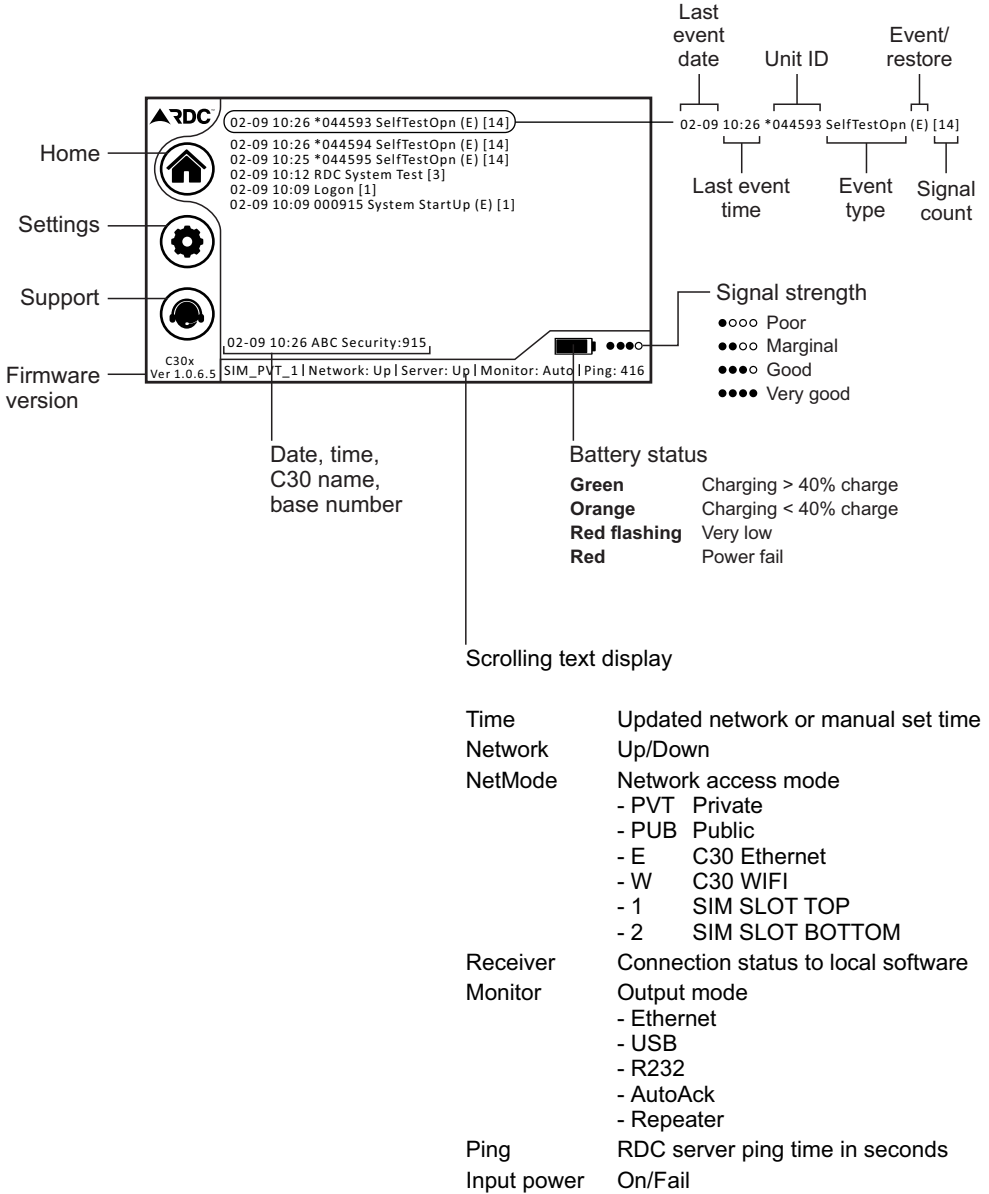 Last
event
date
Unit ID
Event/
restore
02-09 10:26 *044593 SelfTestOpn (E) [14]
Last event
time
Event
type
Signal
count
RDC
Home
Settings
Support
Firmware
version
02-09 10:26 *044593 SelfTestOpn (E) [14]
02-09 10:26 *044594 SelfTestOpn (E) [14]
02-09 10:25 *044595 SelfTestOpn (E) [14]
02-09 10:12 RDC System Test [3]
02-09 10:09 Logon [1]
02-09 10:09 000915 System StartUp (E) [1]
02-09 10:26 ABC Security:915
C30x
Ver 1.0.6.5
SIM_PVT_1 | Network: Up | Server: Up | Monitor: Auto | Ping: 416
Signal strength
Poor
Marginal
Good
Very good
Date, time,
C30 name,
base number
Battery status
Green Charging > 40% charge
Orange Charging < 40% charge
Red flashing Very low
Red Power fail
Scrolling text display
Time Updated network or manual set time
Network Up/Down
NetMode Network access mode
- PVT Private
- PUB Public
- E C30 Ethernet
- W C30 WIFI
- 1 SIM SLOT TOP
- 2 SIM SLOT BOTTOM
Receiver Connection status to local software
Monitor Output mode
- Ethernet
- USB
- R232
- AutoAck
- Repeater
Ping RDC server ping time in seconds
Input power On/Fail